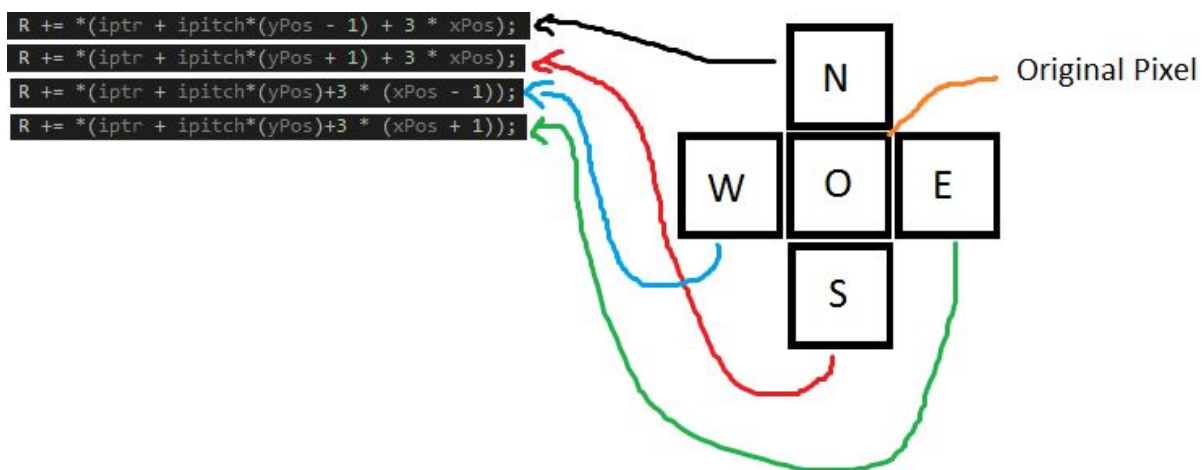 R += *(iptr + ipitch*(yPos - 1) + 3 * xPos);
R += *(iptr + ipitch*(yPos + 1) + 3 * xPos);
R += *(iptr + ipitch*(yPos)+3 * (xPos - 1));
R += *(iptr + ipitch*(yPos)+3 * (xPos + 1));
N
Original Pixel
W O E
S